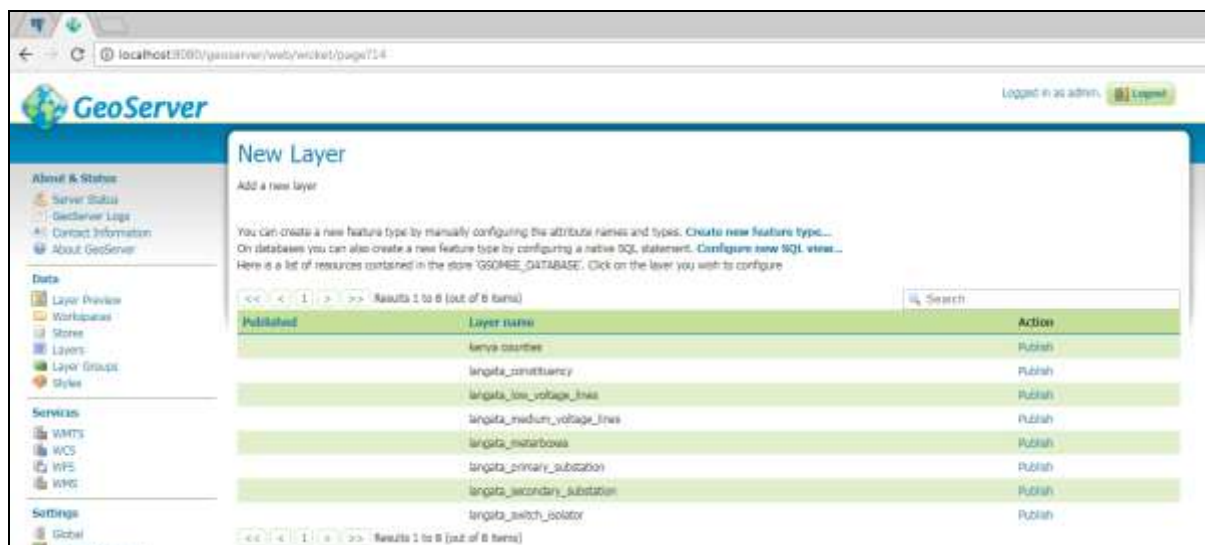 localhost:8080/geoserver/web/wicket/page?14
GeoServer
Logged in as admin.
Logout
New Layer
Add a new layer
You can create a new feature type by manually configuring the attribute names and types. Create new feature type...
On databases you can also create a new feature type by configuring a native SQL statement. Configure new SQL view...
Here is a list of resources contained in the store 'GSOMEE_DATABASE'. Click on the layer you wish to configure
<< < 1 > >> Results 1 to 8 (out of 8 items)
Search
Published Layer name Action
kenya counties Publish
langata_constituency Publish
langata_low_voltage_lines Publish
langata_medium_voltage_lines Publish
langata_meterboxes Publish
langata_primary_substation Publish
langata_secondary_substation Publish
langata_switch_isolator Publish
<< < 1 > >> Results 1 to 8 (out of 8 items)
About & Status
Server Status
GeoServer Logs
Contact Information
About GeoServer
Data
Layer Preview
Workspaces
Stores
Layers
Layer Groups
Styles
Services
WMTS
WCS
WFS
WMS
Settings
Global